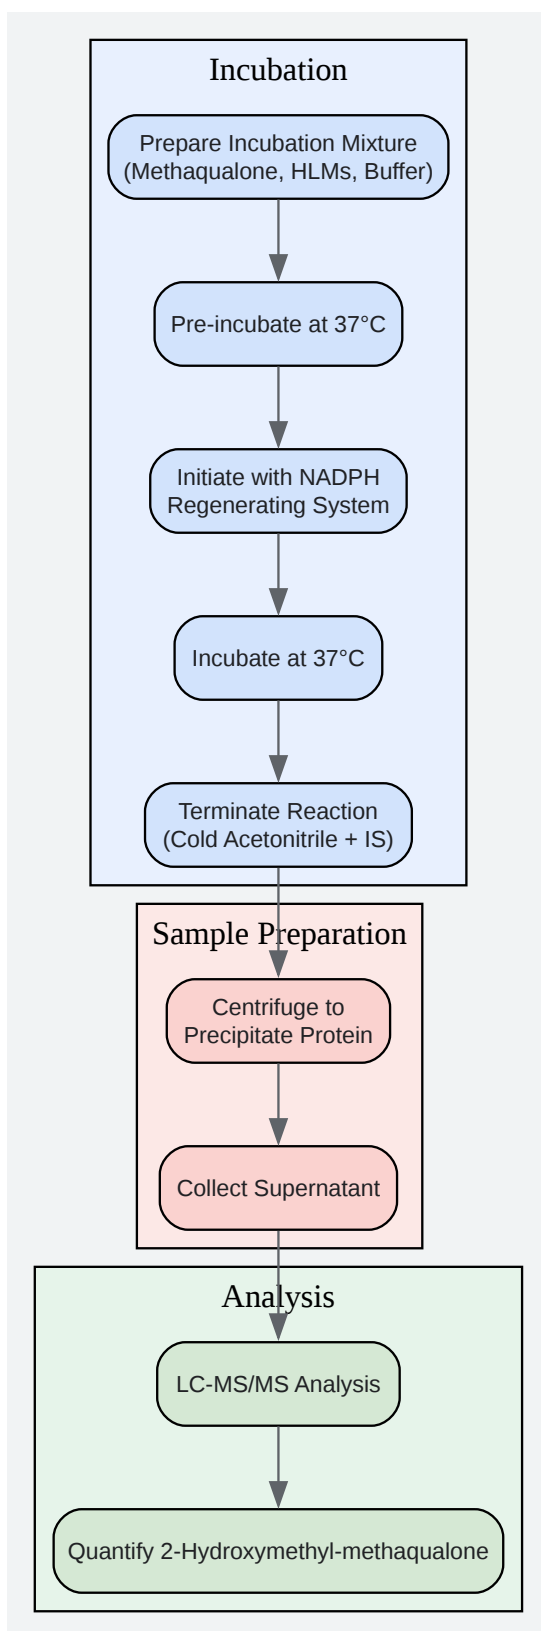 Incubation
Prepare Incubation Mixture
(Methaqualone, HLMs, Buffer)
Pre-incubate at 37°C
Initiate with NADPH
Regenerating System
Incubate at 37°C
Terminate Reaction
(Cold Acetonitrile + IS)
Sample Preparation
Centrifuge to
Precipitate Protein
Collect Supernatant
Analysis
LC-MS/MS Analysis
Quantify 2-Hydroxymethyl-methaqualone